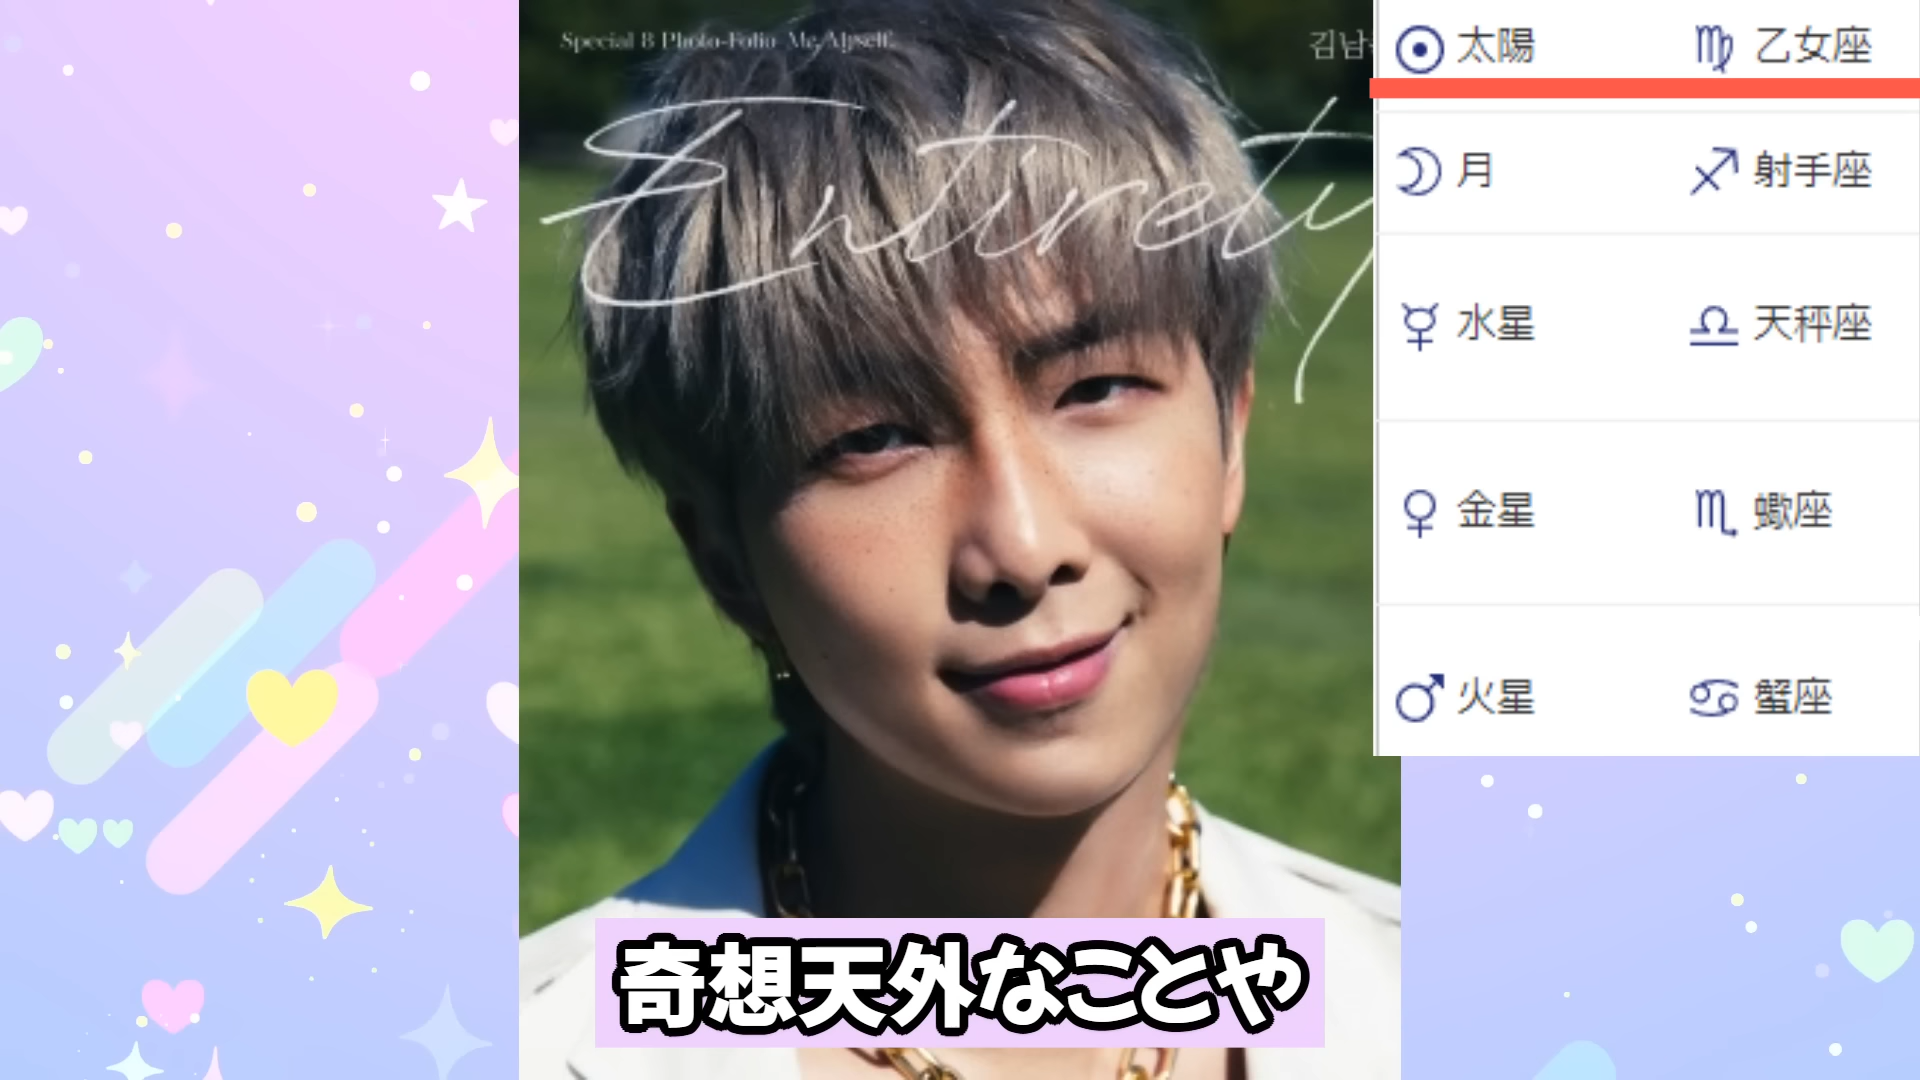 Special 8 Photo-Folio Me, Myself,
김남
Entirety
太陽 乙女座
月 射手座
水星 天秤座
金星 蠍座
火星 蟹座
奇想天外なことや